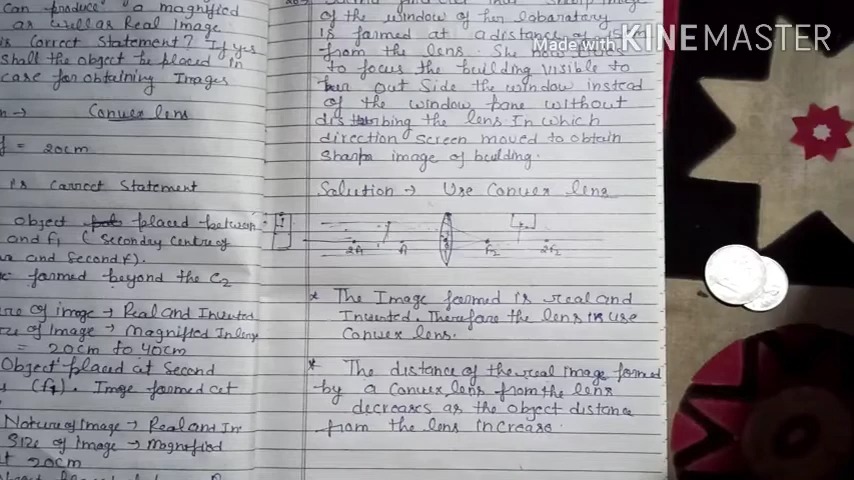 Can produce a magnified
as well as Real Image
is Correct Statement? If yes
shall the object be placed in
case for obtaining Images
Convex lens
f = 20cm
is Correct Statement
object placed between
and f1 (Secondary Centre of
and Second f).
formed beyond the C2
of image → Real and Inverted
of Image → Magnified
= 20cm to 40cm
Object placed at Second
(f1). Image formed at
Nature of Image → Real and In
Size of Image → Magnified
at 20cm
Image
of the window of her labaratary
is formed at a distance
from the lens. She now tries
to focus the building visible to
her out side the window instead
of the window pane without
disturbing the lens. In which
direction screen moved to obtain
Sharp image of building.
Solution → Use Convex lens
F2 2F2
* The Image formed is real and
Inverted. Therefore the lens in use
Convex lens.
* The distance of the real image formed
by a convex lens from the lens
decreases as the object distance
from the lens increase.
Made with KINEMASTER